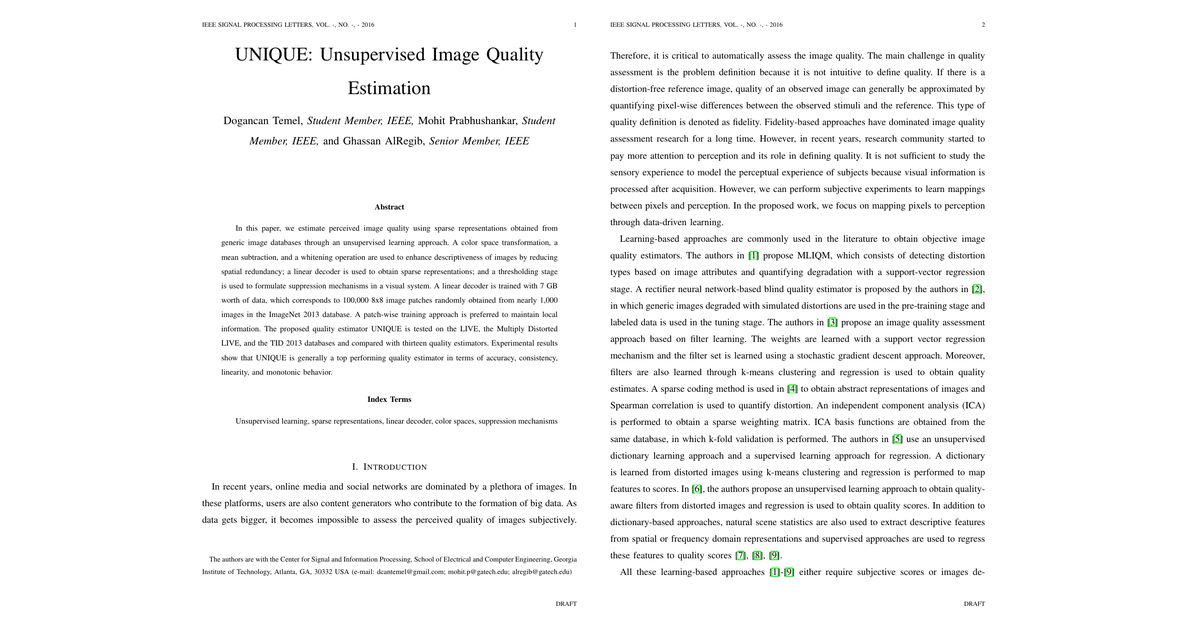 IEEE SIGNAL PROCESSING LETTERS, VOL. -, NO. -, - 2016 1
UNIQUE: Unsupervised Image Quality
Estimation
Dogancan Temel, Student Member, IEEE, Mohit Prabhushankar, Student
Member, IEEE, and Ghassan AlRegib, Senior Member, IEEE
Abstract
In this paper, we estimate perceived image quality using sparse representations obtained from
generic image databases through an unsupervised learning approach. A color space transformation, a
mean subtraction, and a whitening operation are used to enhance descriptiveness of images by reducing
spatial redundancy; a linear decoder is used to obtain sparse representations; and a thresholding stage
is used to formulate suppression mechanisms in a visual system. A linear decoder is trained with 7 GB
worth of data, which corresponds to 100,000 8x8 image patches randomly obtained from nearly 1,000
images in the ImageNet 2013 database. A patch-wise training approach is preferred to maintain local
information. The proposed quality estimator UNIQUE is tested on the LIVE, the Multiply Distorted
LIVE, and the TID 2013 databases and compared with thirteen quality estimators. Experimental results
show that UNIQUE is generally a top performing quality estimator in terms of accuracy, consistency,
linearity, and monotonic behavior.
Index Terms
Unsupervised learning, sparse representations, linear decoder, color spaces, suppression mechanisms
I. INTRODUCTION
In recent years, online media and social networks are dominated by a plethora of images. In
these platforms, users are also content generators who contribute to the formation of big data. As
data gets bigger, it becomes impossible to assess the perceived quality of images subjectively.
The authors are with the Center for Signal and Information Processing, School of Electrical and Computer Engineering, Georgia
Institute of Technology, Atlanta, GA, 30332 USA (e-mail: dcantemel@gmail.com; mohit.p@gatech.edu; alregib@gatech.edu)
DRAFT
IEEE SIGNAL PROCESSING LETTERS, VOL. -, NO. -, - 2016 2
Therefore, it is critical to automatically assess the image quality. The main challenge in quality
assessment is the problem definition because it is not intuitive to define quality. If there is a
distortion-free reference image, quality of an observed image can generally be approximated by
quantifying pixel-wise differences between the observed stimuli and the reference. This type of
quality definition is denoted as fidelity. Fidelity-based approaches have dominated image quality
assessment research for a long time. However, in recent years, research community started to
pay more attention to perception and its role in defining quality. It is not sufficient to study the
sensory experience to model the perceptual experience of subjects because visual information is
processed after acquisition. However, we can perform subjective experiments to learn mappings
between pixels and perception. In the proposed work, we focus on mapping pixels to perception
through data-driven learning.
Learning-based approaches are commonly used in the literature to obtain objective image
quality estimators. The authors in [1] propose MLIQM, which consists of detecting distortion
types based on image attributes and quantifying degradation with a support-vector regression
stage. A rectifier neural network-based blind quality estimator is proposed by the authors in [2],
in which generic images degraded with simulated distortions are used in the pre-training stage and
labeled data is used in the tuning stage. The authors in [3] propose an image quality assessment
approach based on filter learning. The weights are learned with a support vector regression
mechanism and the filter set is learned using a stochastic gradient descent approach. Moreover,
filters are also learned through k-means clustering and regression is used to obtain quality
estimates. A sparse coding method is used in [4] to obtain abstract representations of images and
Spearman correlation is used to quantify distortion. An independent component analysis (ICA)
is performed to obtain a sparse weighting matrix. ICA basis functions are obtained from the
same database, in which k-fold validation is performed. The authors in [5] use an unsupervised
dictionary learning approach and a supervised learning approach for regression. A dictionary
is learned from distorted images using k-means clustering and regression is performed to map
features to scores. In [6], the authors propose an unsupervised learning approach to obtain quality-
aware filters from distorted images and regression is used to obtain quality scores. In addition to
dictionary-based approaches, natural scene statistics are also used to extract descriptive features
from spatial or frequency domain representations and supervised approaches are used to regress
these features to quality scores [7], [8], [9].
All these learning-based approaches [1]-[9] either require subjective scores or images de-
DRAFT